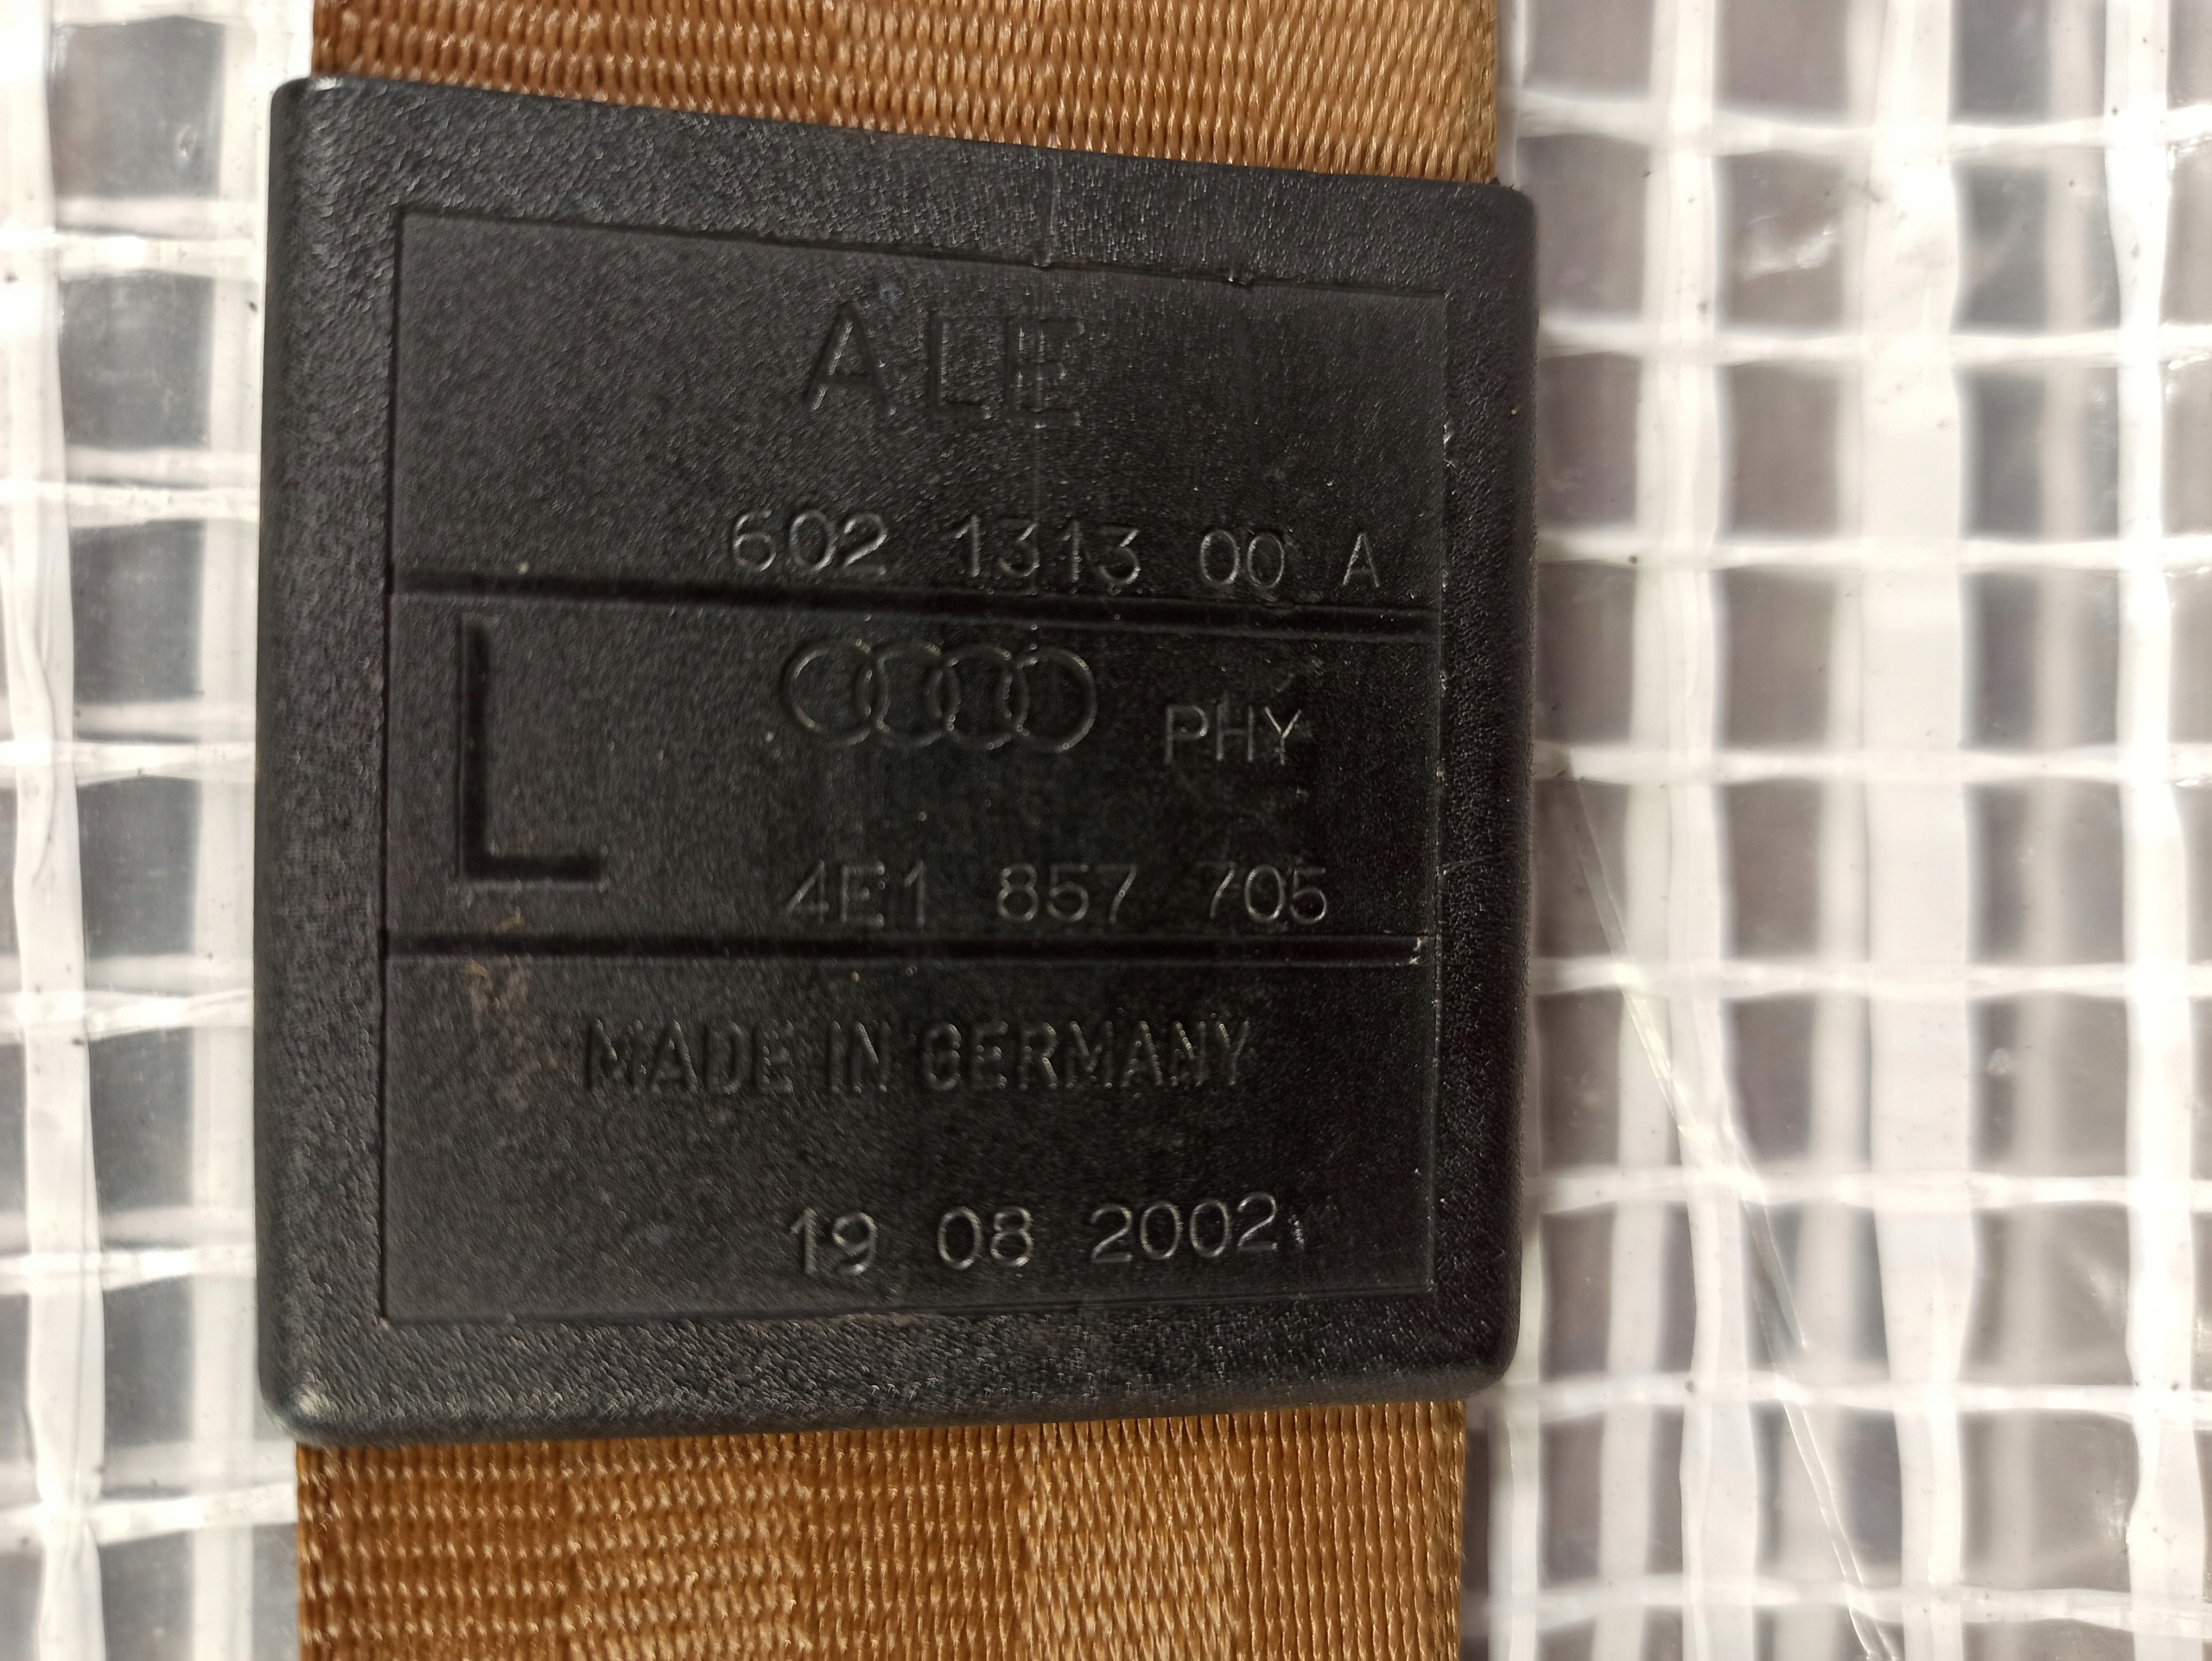 ALE
602 1313 00 A
L PHY
4E1 857 705
MADE IN GERMANY
19 08 2002